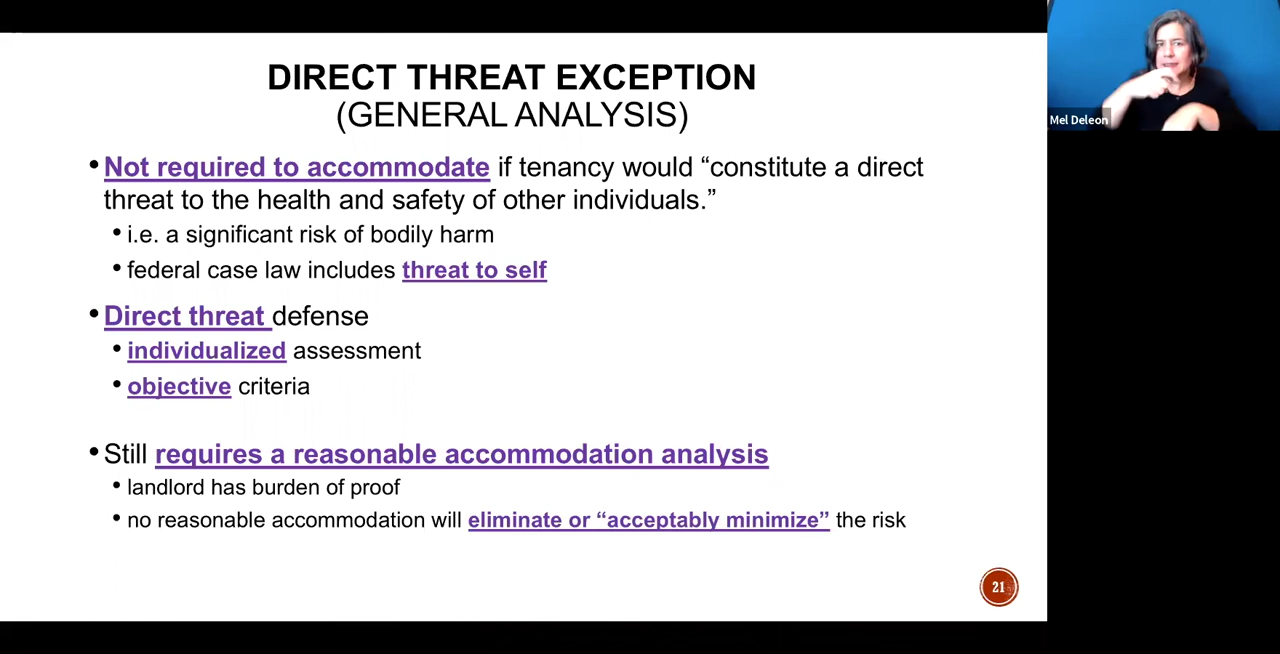 DIRECT THREAT EXCEPTION
(GENERAL ANALYSIS)
Mel Deleon
•Not required to accommodate if tenancy would “constitute a direct
threat to the health and safety of other individuals.”
•i.e. a significant risk of bodily harm
•federal case law includes threat to self
•Direct threat defense
•individualized assessment
•objective criteria
•Still requires a reasonable accommodation analysis
•landlord has burden of proof
•no reasonable accommodation will eliminate or “acceptably minimize” the risk
21